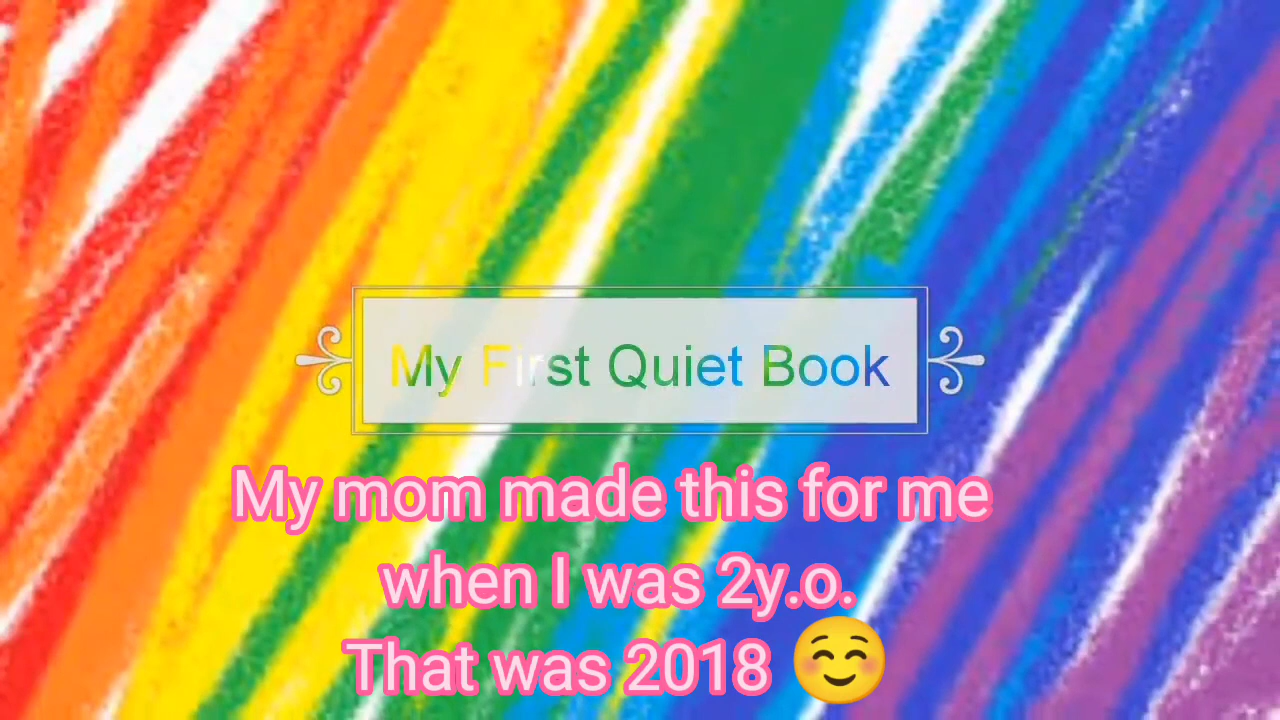 My First Quiet Book
My mom made this for me
when I was 2y.o.
That was 2018 ☺️